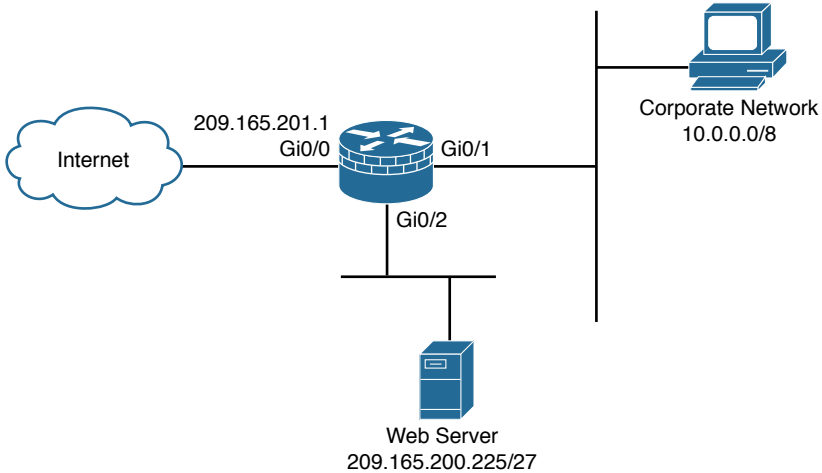 209.165.201.1
Gi0/0
Internet
Gi0/1
Gi0/2
Corporate Network
10.0.0.0/8
Web Server
209.165.200.225/27